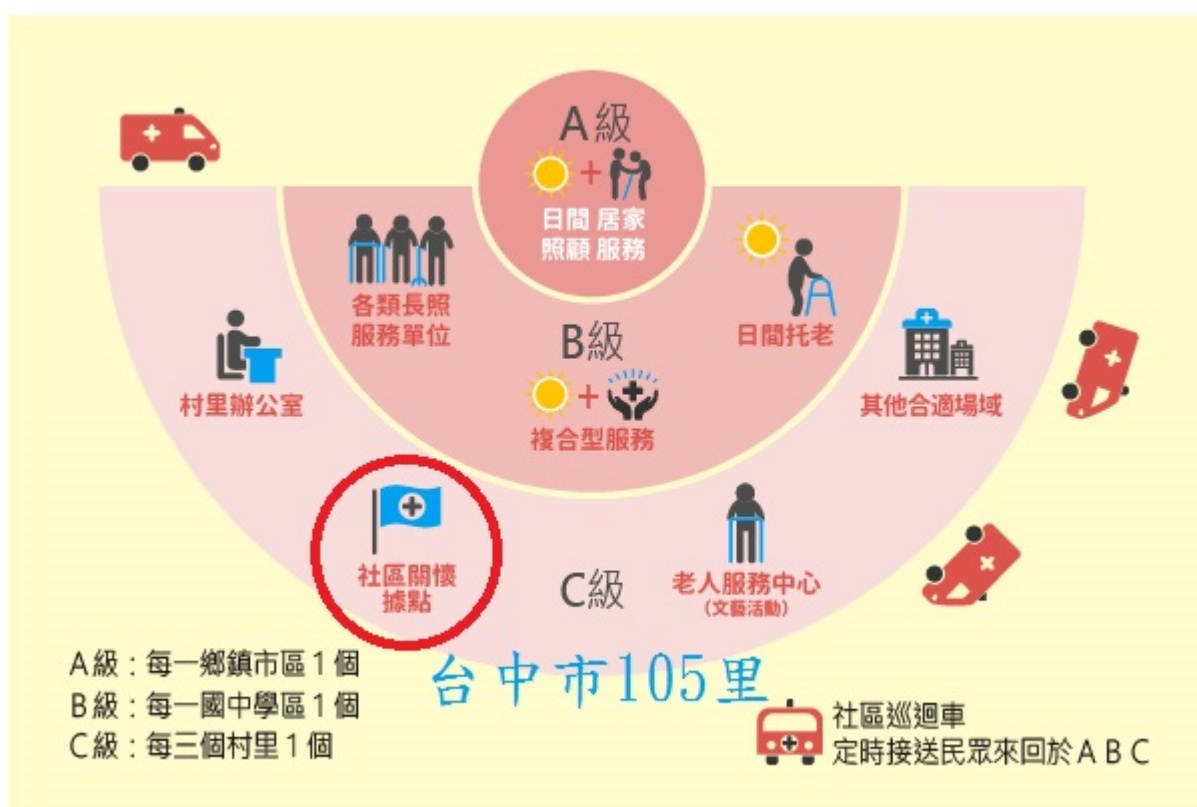 A級
日間 居家
照顧 服務
各類長照
服務單位
B級
複合型服務
日間托老
村里辦公室
其他合適場域
社區關懷
據點
C級
老人服務中心
(文藝活動)
台中市105里
A級：每一鄉鎮市區1個
B級：每一國中學區1個
C級：每三個村里1個
社區巡迴車
定時接送民眾來回於ABC